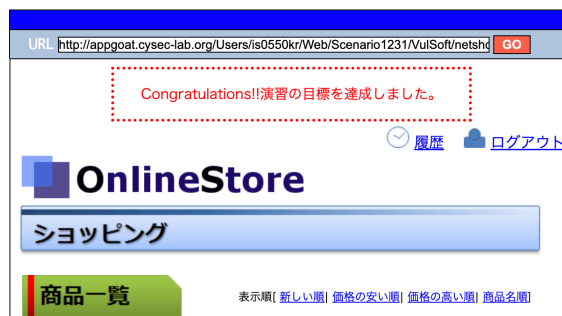 URL http://appgoat.cysec-lab.org/Users/is0550kr/Web/Scenario1231/VulSoft/netsho GO
Congratulations!!演習の目標を達成しました。
履歴 ログアウト
OnlineStore
ショッピング
商品一覧 表示順[ 新しい順| 価格の安い順| 価格の高い順| 商品名順]